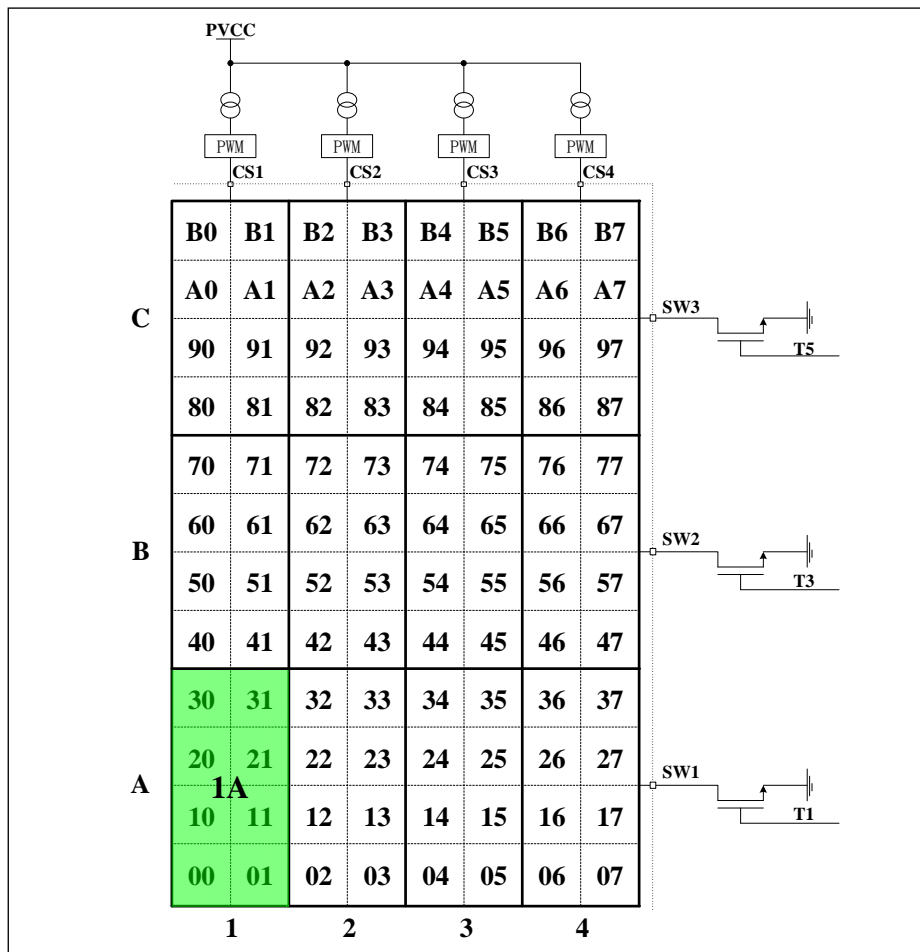 PVCC
PWM PWM PWM PWM
CS1 CS2 CS3 CS4
B0 B1 B2 B3 B4 B5 B6 B7
A0 A1 A2 A3 A4 A5 A6 A7
C SW3
90 91 92 93 94 95 96 97 T5
80 81 82 83 84 85 86 87
70 71 72 73 74 75 76 77
60 61 62 63 64 65 66 67
B SW2
50 51 52 53 54 55 56 57 T3
40 41 42 43 44 45 46 47
30 31 32 33 34 35 36 37
20 21 22 23 24 25 26 27
A 1A SW1
10 11 12 13 14 15 16 17 T1
00 01 02 03 04 05 06 07
1 2 3 4